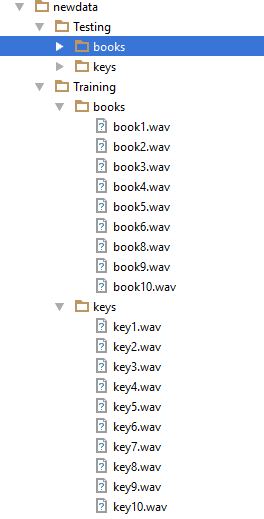 newdata
Testing
books
keys
Training
books
book1.wav
book2.wav
book3.wav
book4.wav
book5.wav
book6.wav
book8.wav
book9.wav
book10.wav
keys
key1.wav
key2.wav
key3.wav
key4.wav
key5.wav
key6.wav
key7.wav
key8.wav
key9.wav
key10.wav